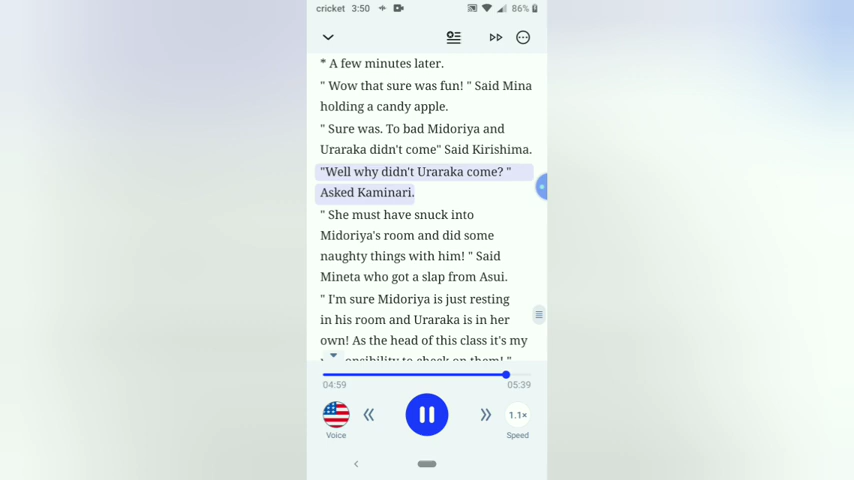 cricket 3:50
86%
* A few minutes later.
" Wow that sure was fun! " Said Mina
holding a candy apple.
" Sure was. To bad Midoriya and
Uraraka didn't come" Said Kirishima.
"Well why didn't Uraraka come? "
Asked Kaminari.
" She must have snuck into
Midoriya's room and did some
naughty things with him! " Said
Mineta who got a slap from Asui.
" I'm sure Midoriya is just resting
in his room and Uraraka is in her
own! As the head of this class it's my
to check on them! "
04:59
05:39
1.1×
Voice
Speed